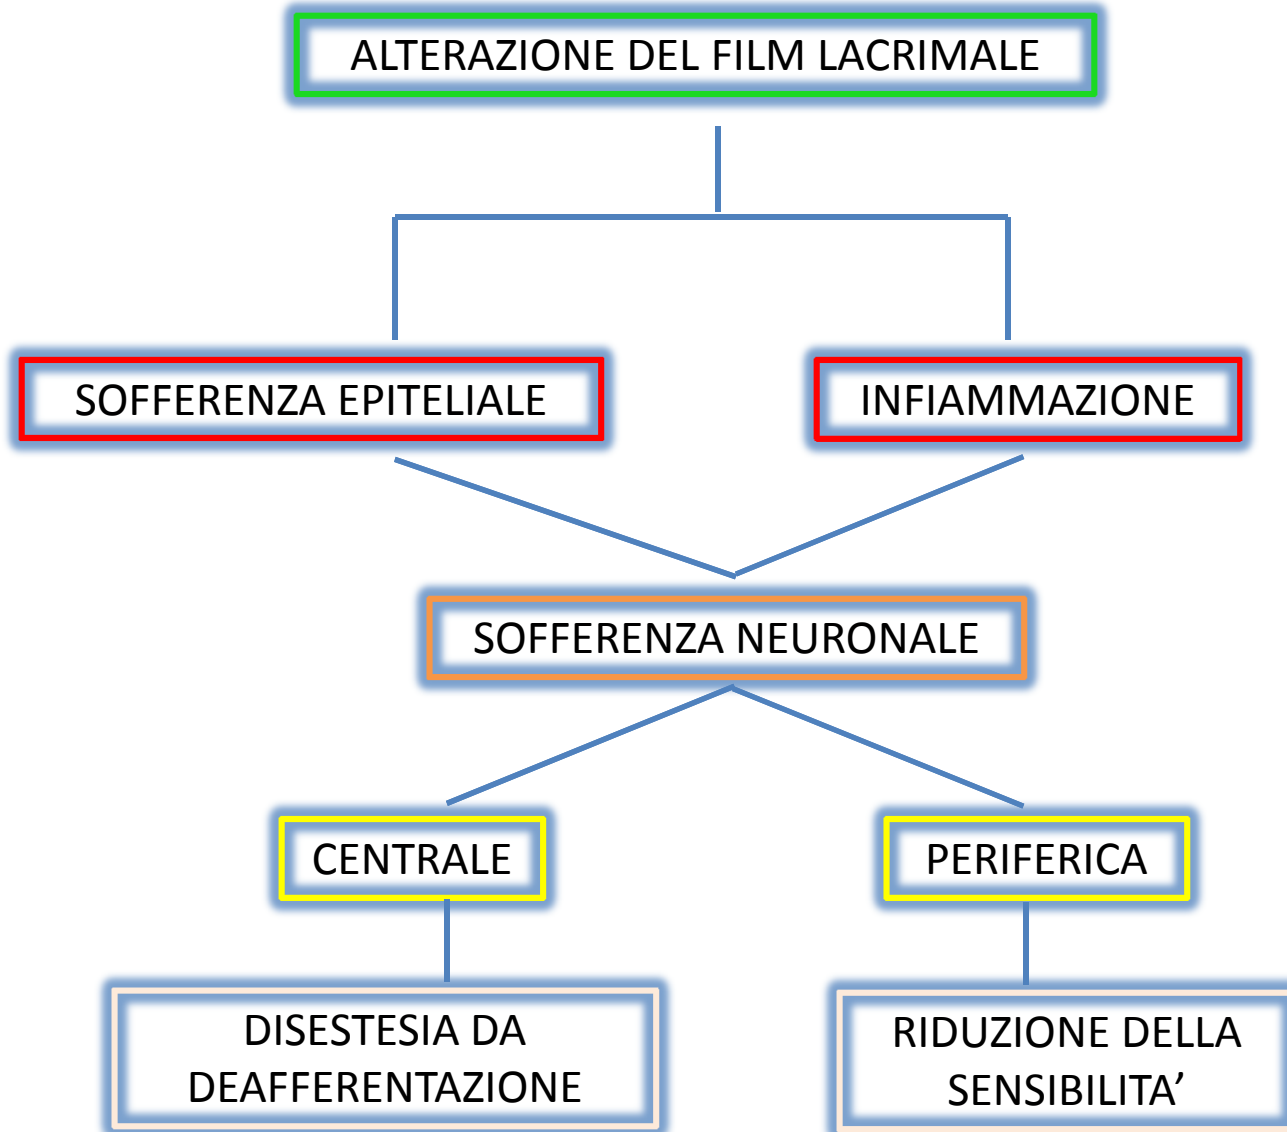 ALTERAZIONE DEL FILM LACRIMALE
SOFFERENZA EPITELIALE
INFIAMMAZIONE
SOFFERENZA NEURONALE
CENTRALE
PERIFERICA
DISESTESIA DA
DEAFFERENTAZIONE
RIDUZIONE DELLA
SENSIBILITA’